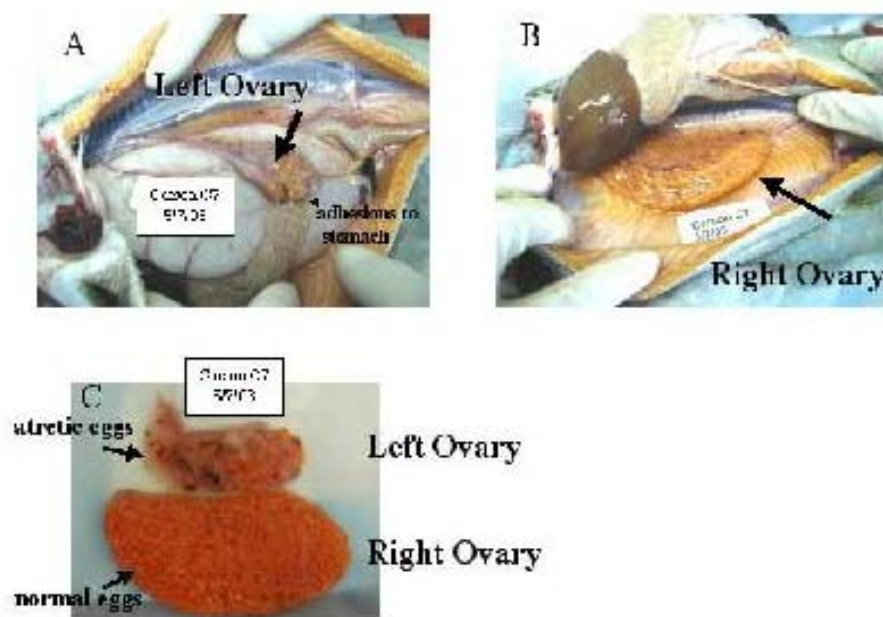 A
Left Ovary
adhesions to
stomach
B
Right Ovary
C
atretic eggs
Left Ovary
Right Ovary
normal eggs